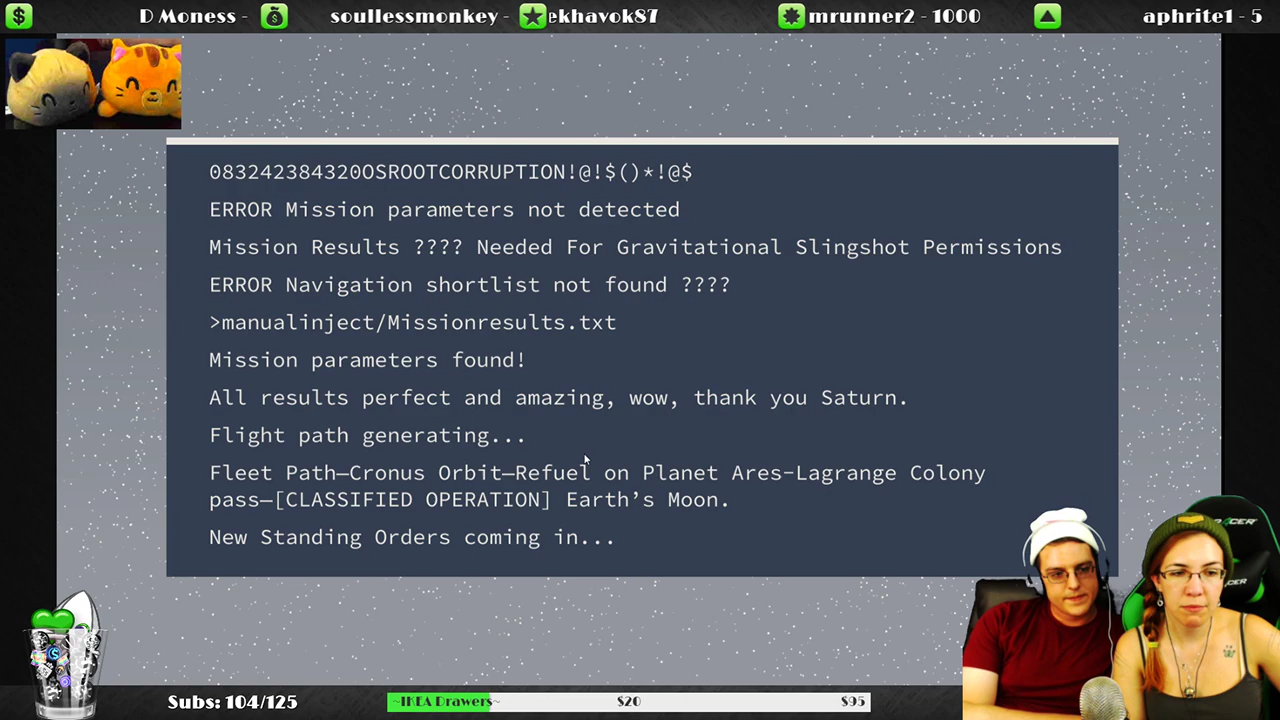 D Moness -
soullessmonkey -
ekhavok87
mrunner2 - 1000
aphrite1 - 5
083242384320OSROOTCORRUPTION!@!$()*!@$
ERROR Mission parameters not detected
Mission Results ???? Needed For Gravitational Slingshot Permissions
ERROR Navigation shortlist not found ????
>manualinject/Missionresults.txt
Mission parameters found!
All results perfect and amazing, wow, thank you Saturn.
Flight path generating...
Fleet Path—Cronus Orbit—Refuel on Planet Ares-Lagrange Colony
pass—[CLASSIFIED OPERATION] Earth’s Moon.
New Standing Orders coming in...
Subs: 104/125
~IKEA Drawers~
$20
$95